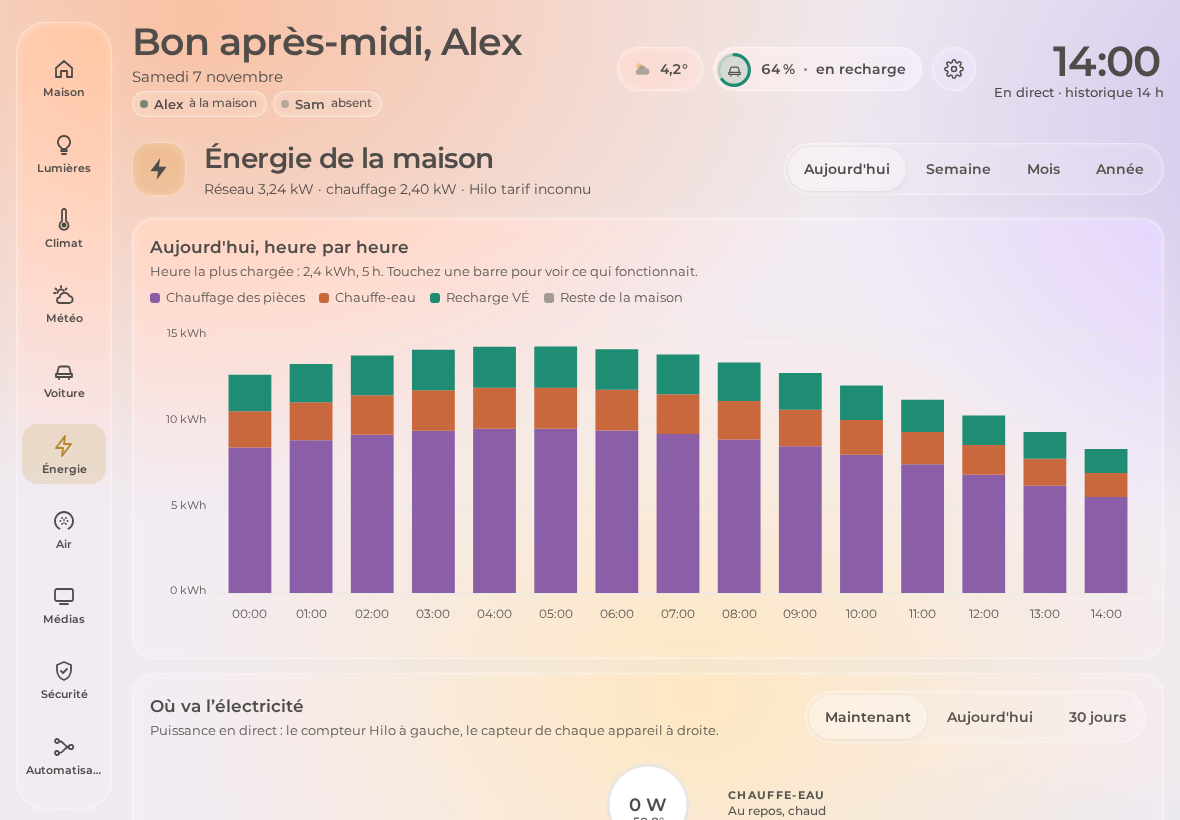 Bon après-midi, Alex
Samedi 7 novembre
Alex à la maison
Sam absent
4,2°
64 % · en recharge
14:00
En direct · historique 14 h
Maison
Lumières
Climat
Météo
Voiture
Énergie
Air
Médias
Sécurité
Automatisa...
Énergie de la maison
Réseau 3,24 kW · chauffage 2,40 kW · Hilo tarif inconnu
Aujourd'hui
Semaine
Mois
Année
Aujourd'hui, heure par heure
Heure la plus chargée : 2,4 kWh, 5 h. Touchez une barre pour voir ce qui fonctionnait.
Chauffage des pièces
Chauffe-eau
Recharge VÉ
Reste de la maison
15 kWh
10 kWh
5 kWh
0 kWh
00:00
01:00
02:00
03:00
04:00
05:00
06:00
07:00
08:00
09:00
10:00
11:00
12:00
13:00
14:00
Où va l’électricité
Puissance en direct : le compteur Hilo à gauche, le capteur de chaque appareil à droite.
Maintenant
Aujourd'hui
30 jours
0 W
CHAUFFE-EAU
Au repos, chaud